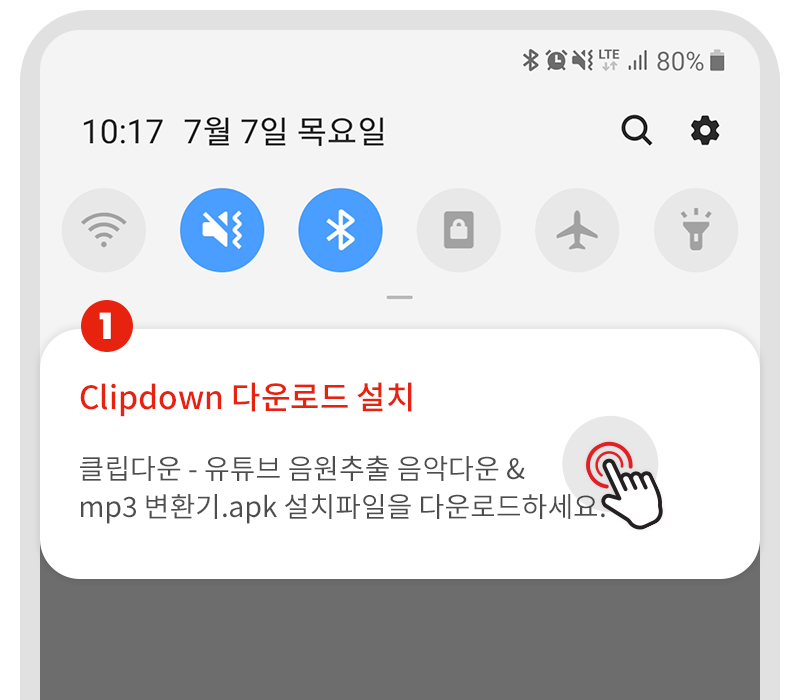 LTE 80%
10:17 7월 7일 목요일
1
Clipdown 다운로드 설치
클립다운 - 유튜브 음원추출 음악다운 &
mp3 변환기.apk 설치파일을 다운로드하세요.